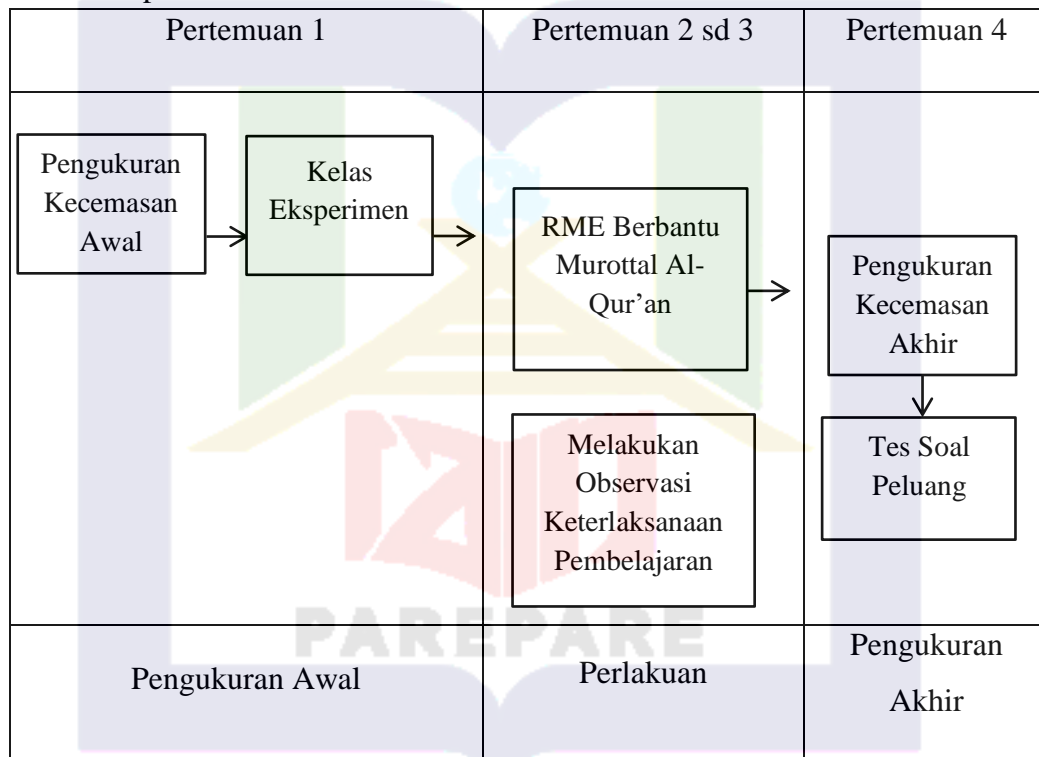 Pertemuan 1
Pertemuan 2 sd 3
Pertemuan 4
Pengukuran
Kecemasan
Awal
Kelas
Eksperimen
RME Berbantu
Murottal Al-
Qur’an
Melakukan
Observasi
Keterlaksanaan
Pembelajaran
Pengukuran
Kecemasan
Akhir
Tes Soal
Peluang
PAREPARE
Pengukuran Awal
Perlakuan
Pengukuran
Akhir